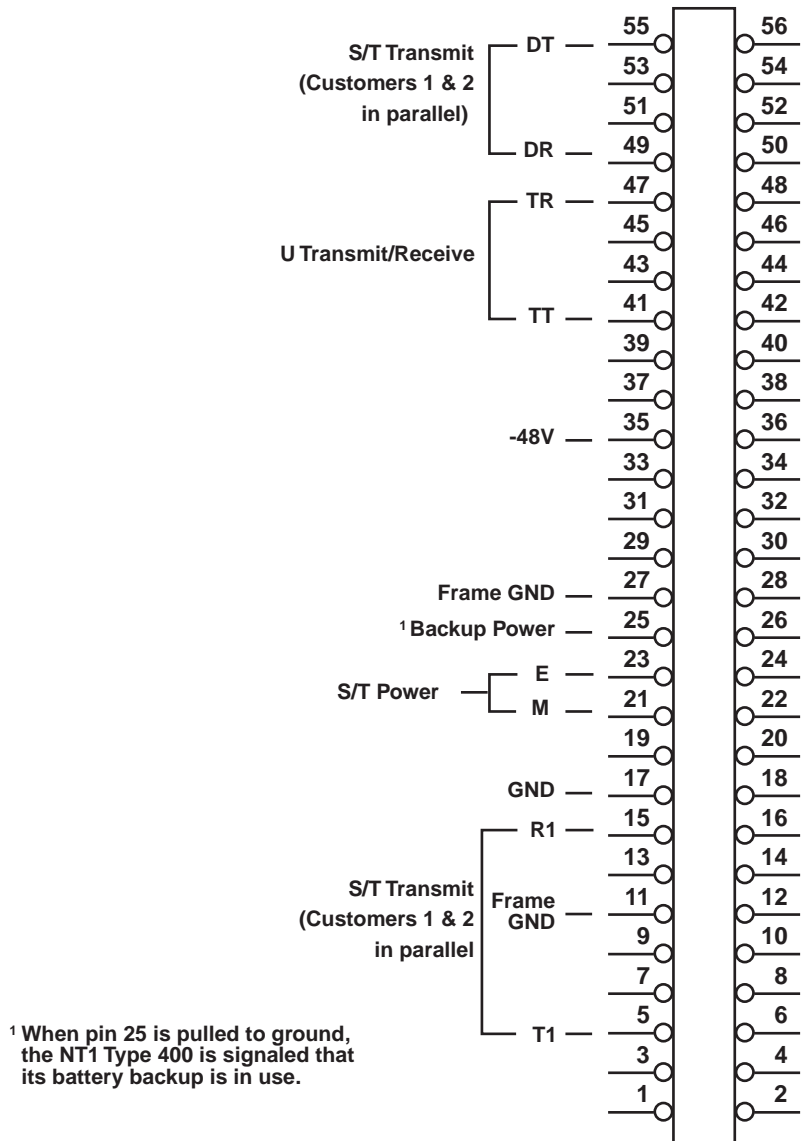 55 56
S/T Transmit DT
(Customers 1 & 2 53 54
in parallel) 51 52
DR 49 50
TR 47 48
45 46
U Transmit/Receive 43 44
TT 41 42
39 40
37 38
-48V 35 36
33 34
31 32
29 30
Frame GND 27 28
¹ Backup Power 25 26
S/T Power E 23 24
M 21 22
19 20
GND 17 18
R1 15 16
13 14
S/T Transmit
(Customers 1 & 2
in parallel
Frame
GND
11 12
9 10
7 8
T1 5 6
3 4
1 2
¹ When pin 25 is pulled to ground,
the NT1 Type 400 is signaled that
its battery backup is in use.